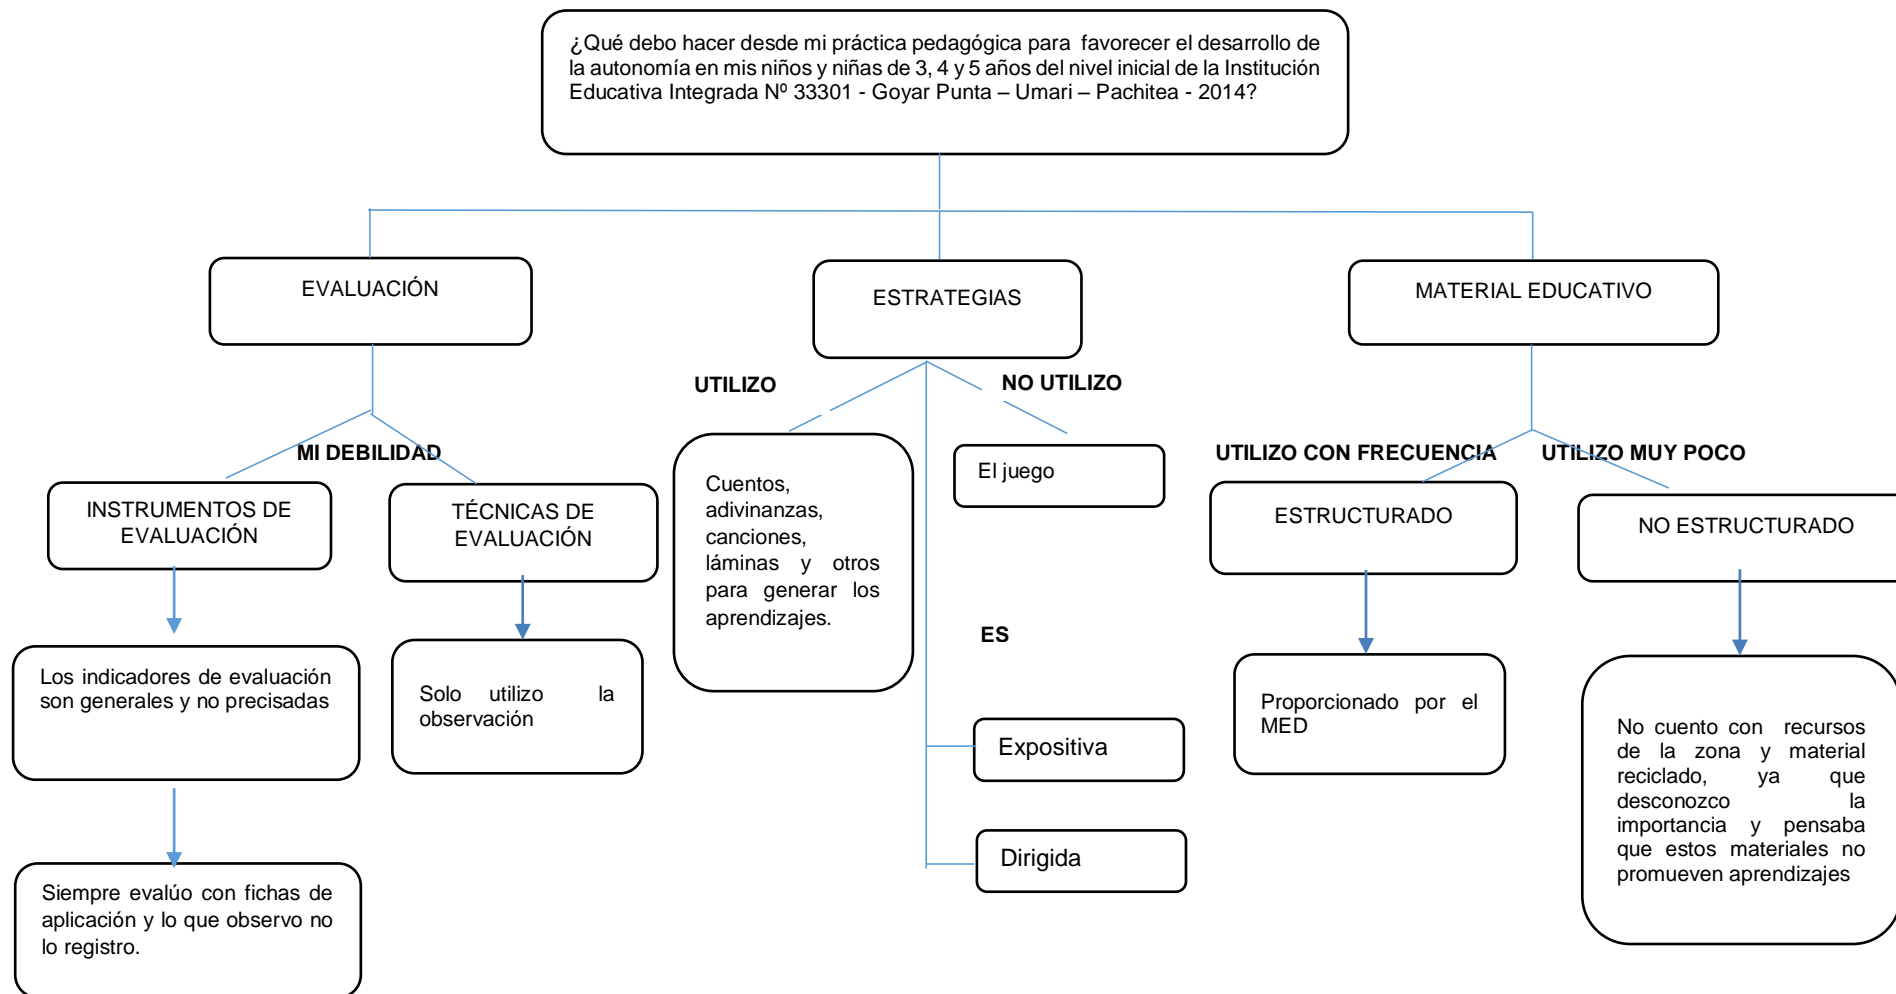 ¿Qué debo hacer desde mi práctica pedagógica para favorecer el desarrollo de
la autonomía en mis niños y niñas de 3, 4 y 5 años del nivel inicial de la Institución
Educativa Integrada Nº 33301 - Goyar Punta – Umari – Pachitea - 2014?
EVALUACIÓN
ESTRATEGIAS
MATERIAL EDUCATIVO
MI DEBILIDAD
INSTRUMENTOS DE
EVALUACIÓN
TÉCNICAS DE
EVALUACIÓN
Los indicadores de evaluación
son generales y no precisadas
Solo utilizo la
observación
Siempre evalúo con fichas de
aplicación y lo que observo no
lo registro.
UTILIZO
NO UTILIZO
Cuentos,
adivinanzas,
canciones,
láminas y otros
para generar los
aprendizajes.
El juego
ES
Expositiva
Dirigida
UTILIZO CON FRECUENCIA
UTILIZO MUY POCO
ESTRUCTURADO
NO ESTRUCTURADO
Proporcionado por el
MED
No cuento con recursos
de la zona y material
reciclado, ya que
desconozco la
importancia y pensaba
que estos materiales no
promueven aprendizajes